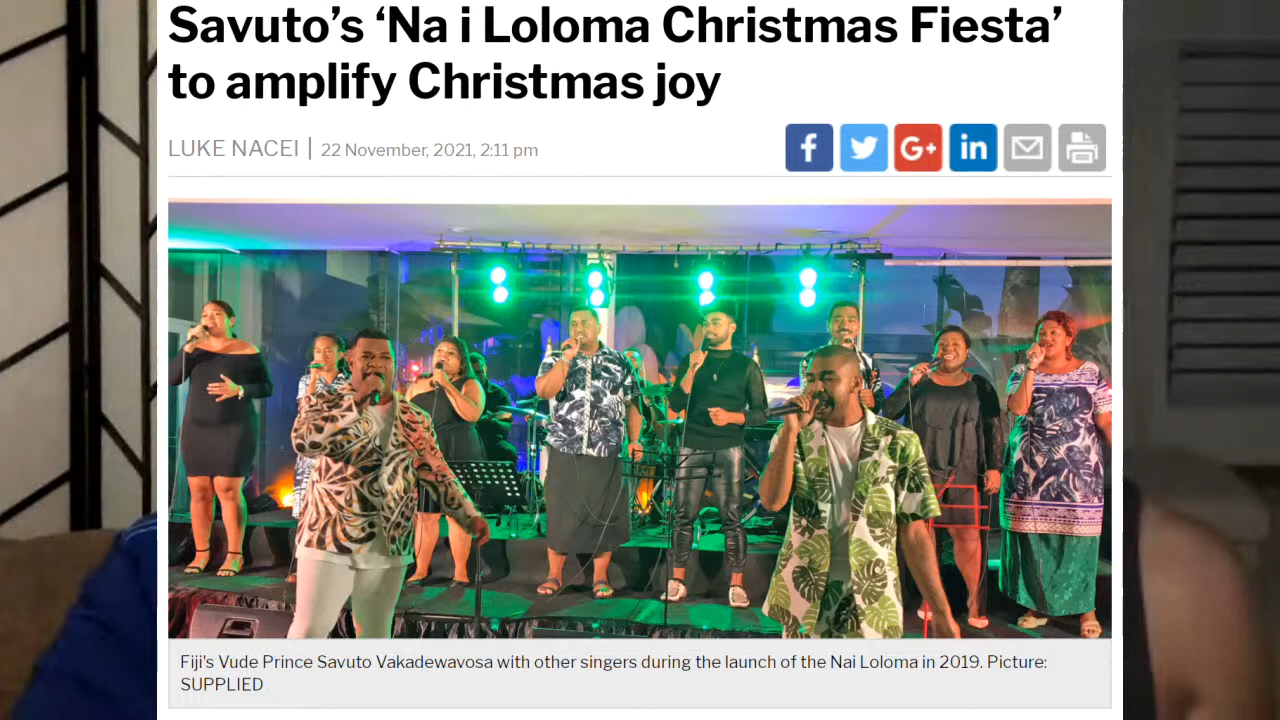 Savuto’s ‘Na i Loloma Christmas Fiesta’
to amplify Christmas joy
LUKE NACEI | 22 November, 2021, 2:11 pm
f G+ in
Fiji's Vude Prince Savuto Vakadewavosa with other singers during the launch of the Nai Loloma in 2019. Picture:
SUPPLIED